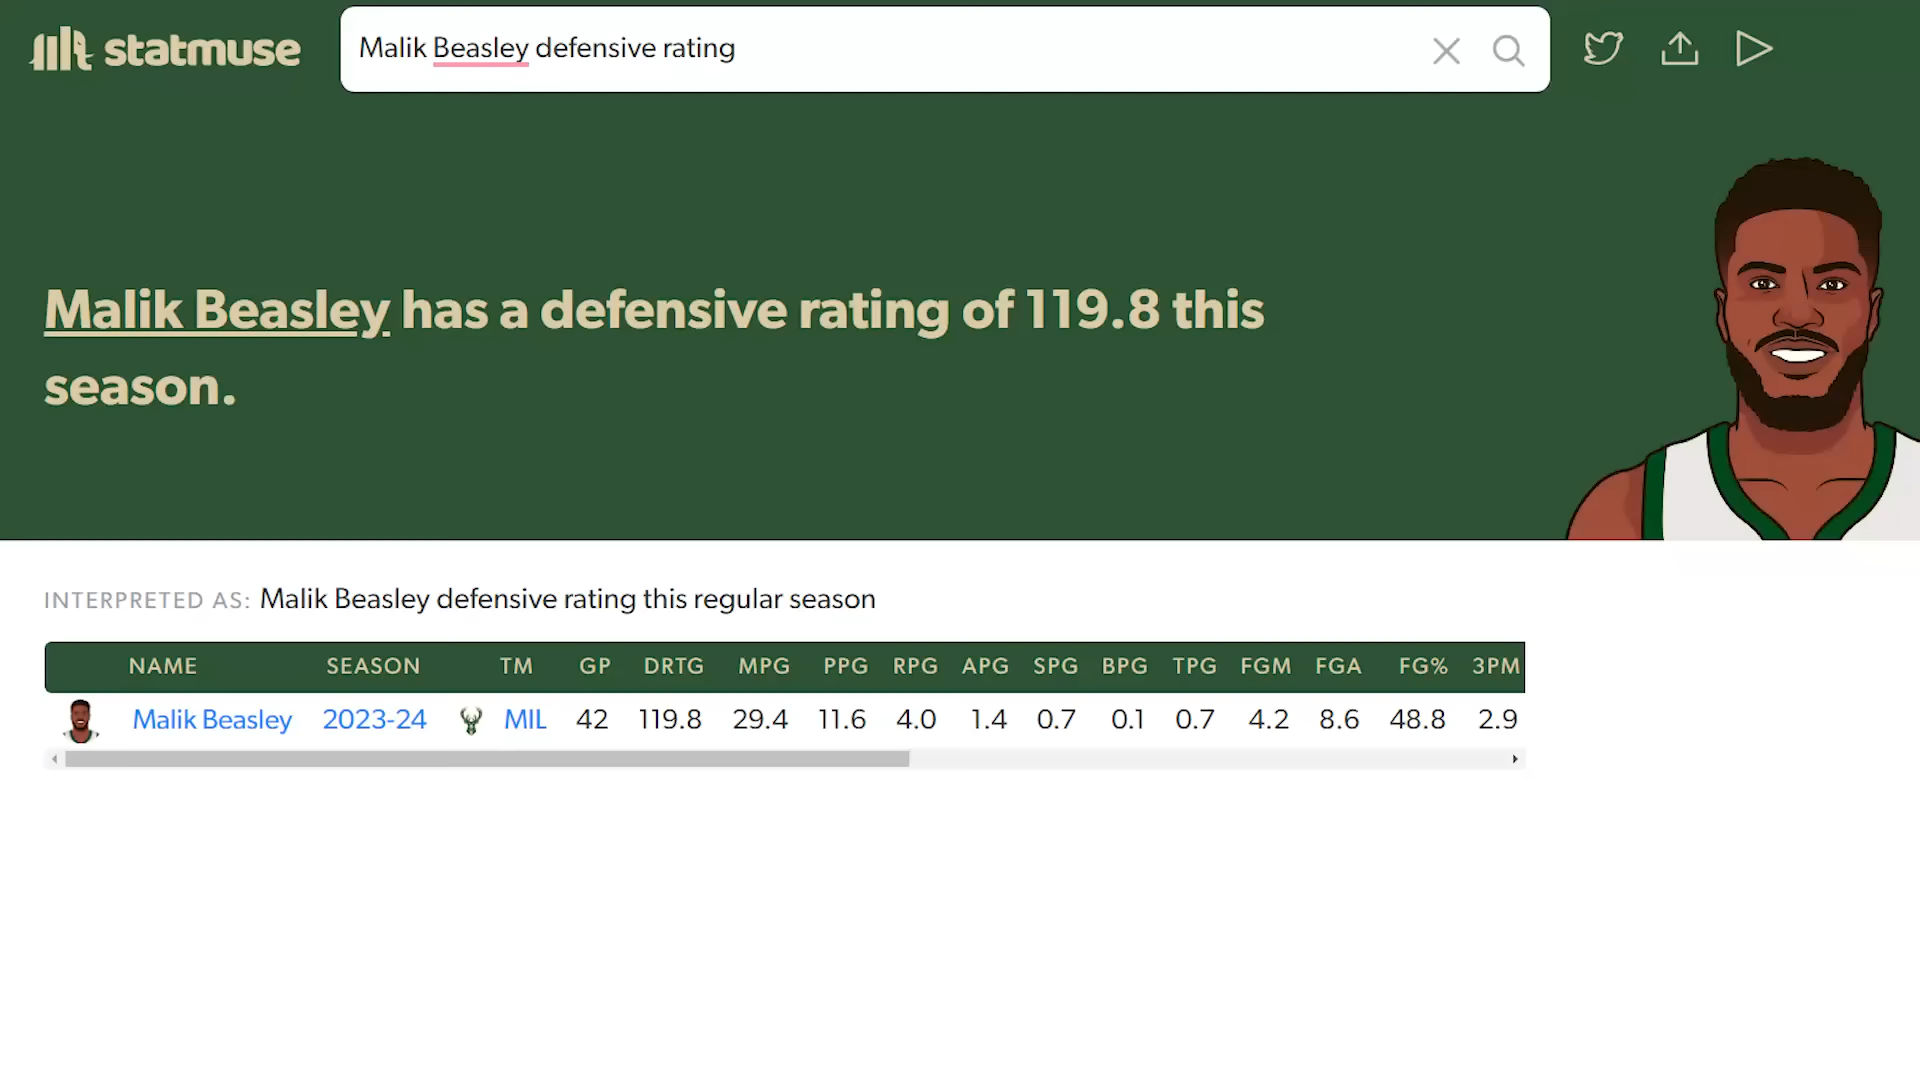 statmuse
Malik Beasley defensive rating
Malik Beasley has a defensive rating of 119.8 this
season.
INTERPRETED AS: Malik Beasley defensive rating this regular season
NAME SEASON TM GP DRTG MPG PPG RPG APG SPG BPG TPG FGM FGA FG% 3PM
Malik Beasley 2023-24 MIL 42 119.8 29.4 11.6 4.0 1.4 0.7 0.1 0.7 4.2 8.6 48.8 2.9